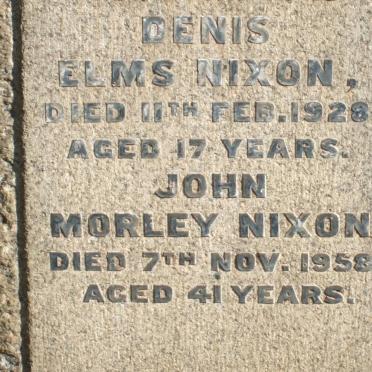 DENIS
ELMS NIXON,
DIED 11TH FEB. 1928
AGED 17 YEARS.
JOHN
MORLEY NIXON
DIED 7TH NOV. 1958
AGED 41 YEARS.